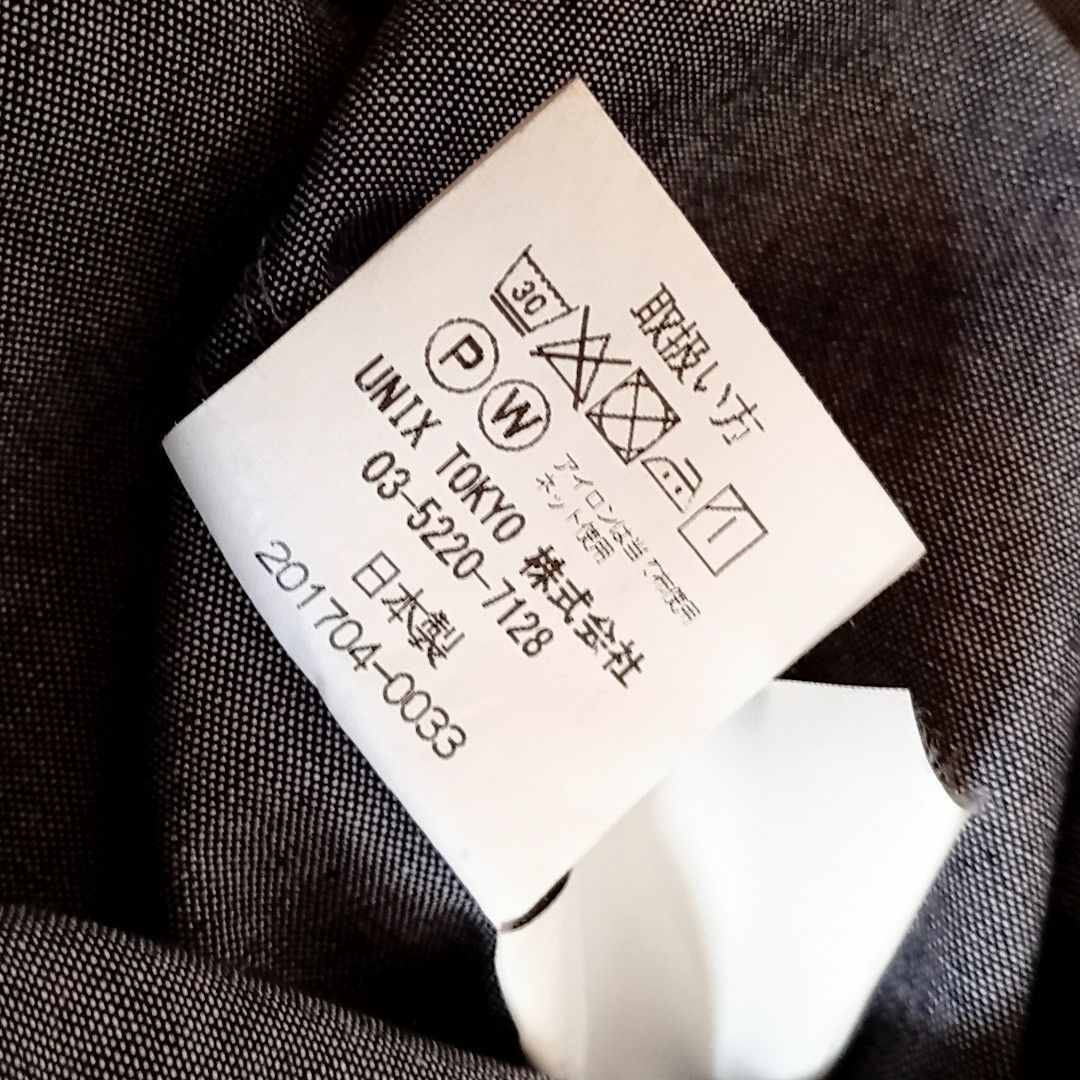 取扱い方
30
P W
アイロンは当て布使用
ネット使用
UNIX TOKYO 株式会社
03-5220-7128
日本製
201704-0033